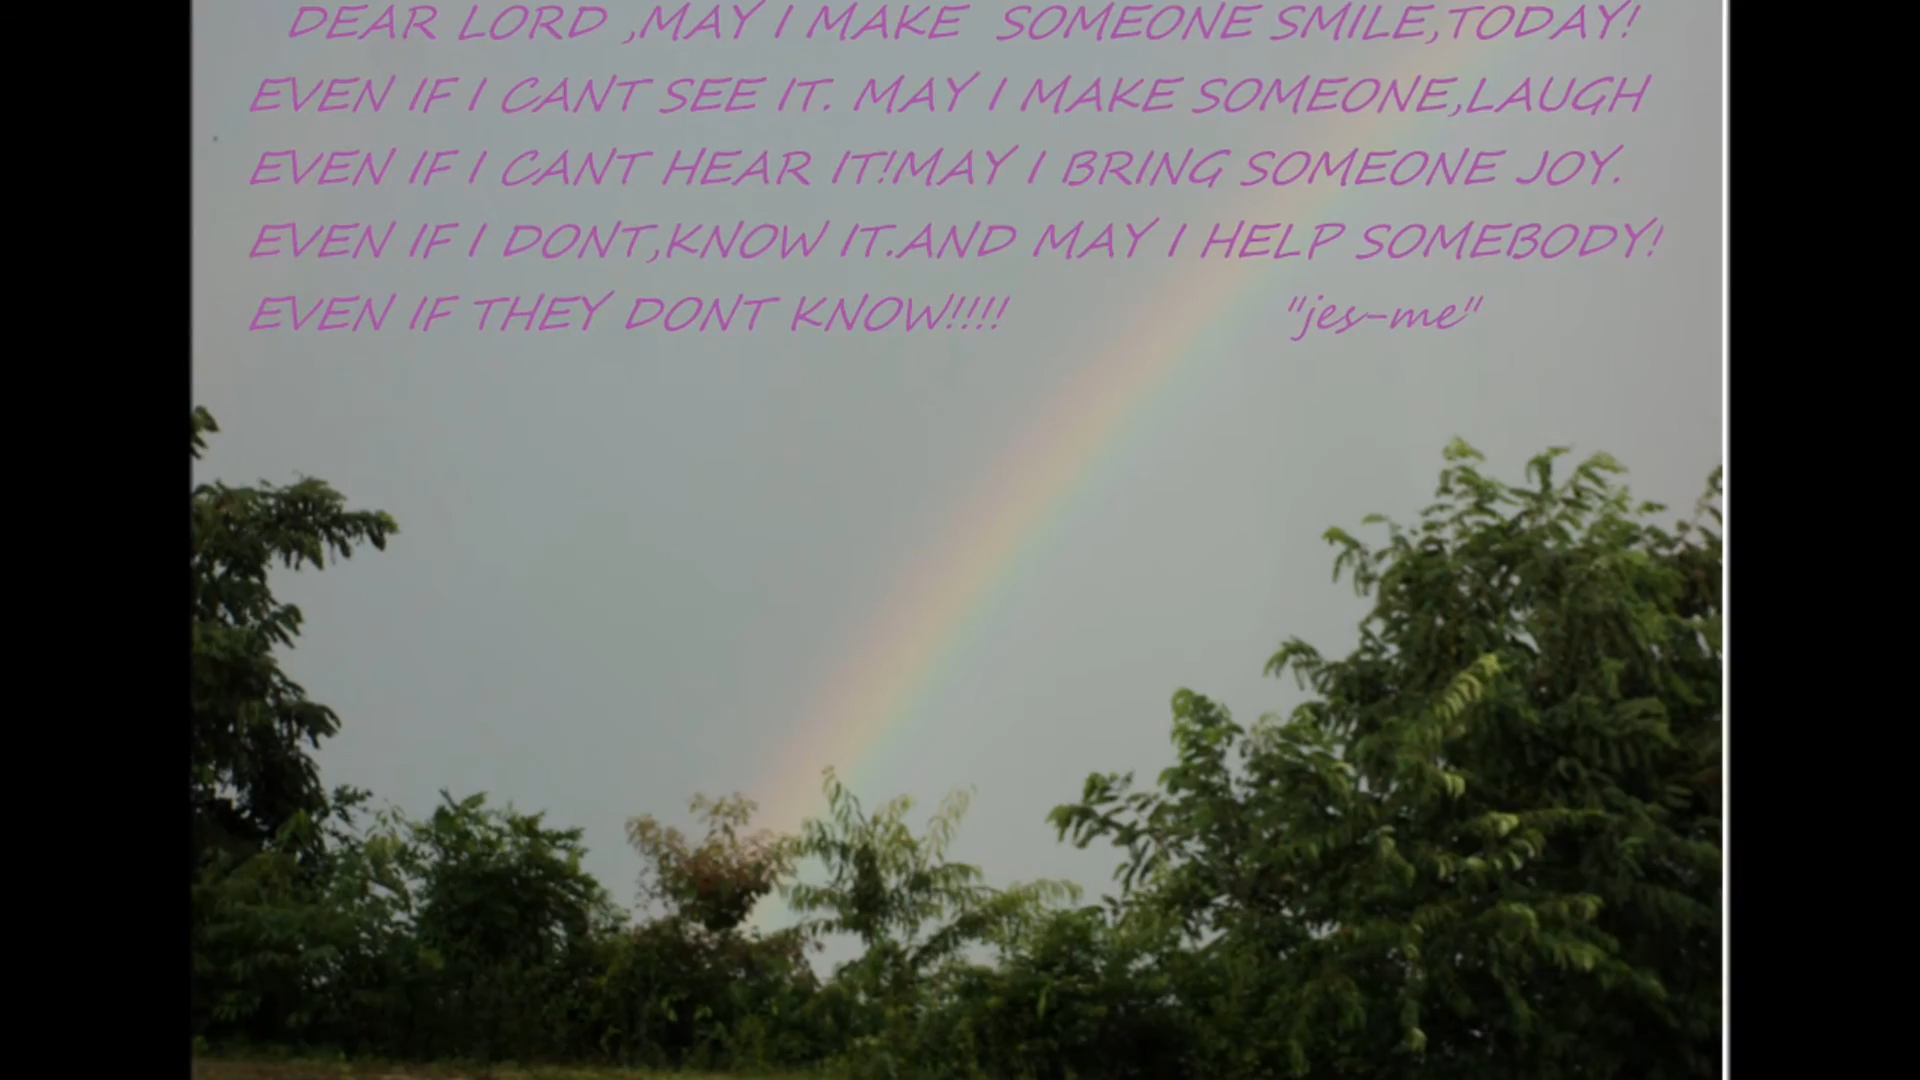 DEAR LORD ,MAY I MAKE SOMEONE SMILE,TODAY!
EVEN IF I CANT SEE IT. MAY I MAKE SOMEONE,LAUGH
EVEN IF I CANT HEAR IT!MAY I BRING SOMEONE JOY.
EVEN IF I DONT,KNOW IT.AND MAY I HELP SOMEBODY!
EVEN IF THEY DONT KNOW!!!! "jes-me"